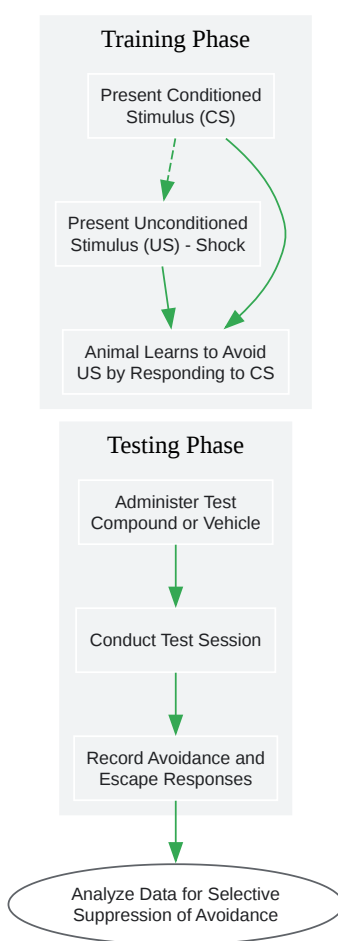 Training Phase
Present Conditioned
Stimulus (CS)
Present Unconditioned
Stimulus (US) - Shock
Animal Learns to Avoid
US by Responding to CS
Testing Phase
Administer Test
Compound or Vehicle
Conduct Test Session
Record Avoidance and
Escape Responses
Analyze Data for Selective
Suppression of Avoidance